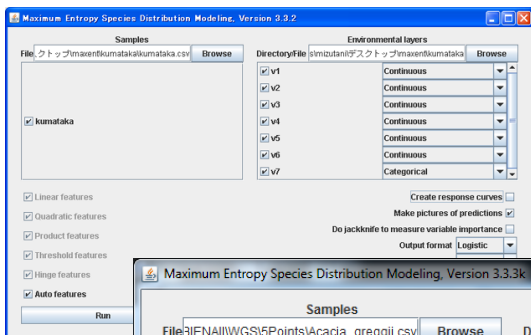 Maximum Entropy Species Distribution Modeling, Version 3.3.2
Samples
File クトップ\maxent\kumataka\kumataka.csv Browse
kumataka
Environmental layers
Directory/File s\mizutani\デスクトップ\maxent\kumataka Browse
v1 Continuous
v2 Continuous
v3 Continuous
v4 Continuous
v5 Continuous
v6 Continuous
v7 Categorical
Linear features
Quadratic features
Product features
Threshold features
Hinge features
Auto features
Create response curves
Make pictures of predictions
Do jackknife to measure variable importance
Output format Logistic
Run
Maximum Entropy Species Distribution Modeling, Version 3.3.3k
Samples
File BIENAII\WGS\5Points\Acacia_greggii.csv Browse
D